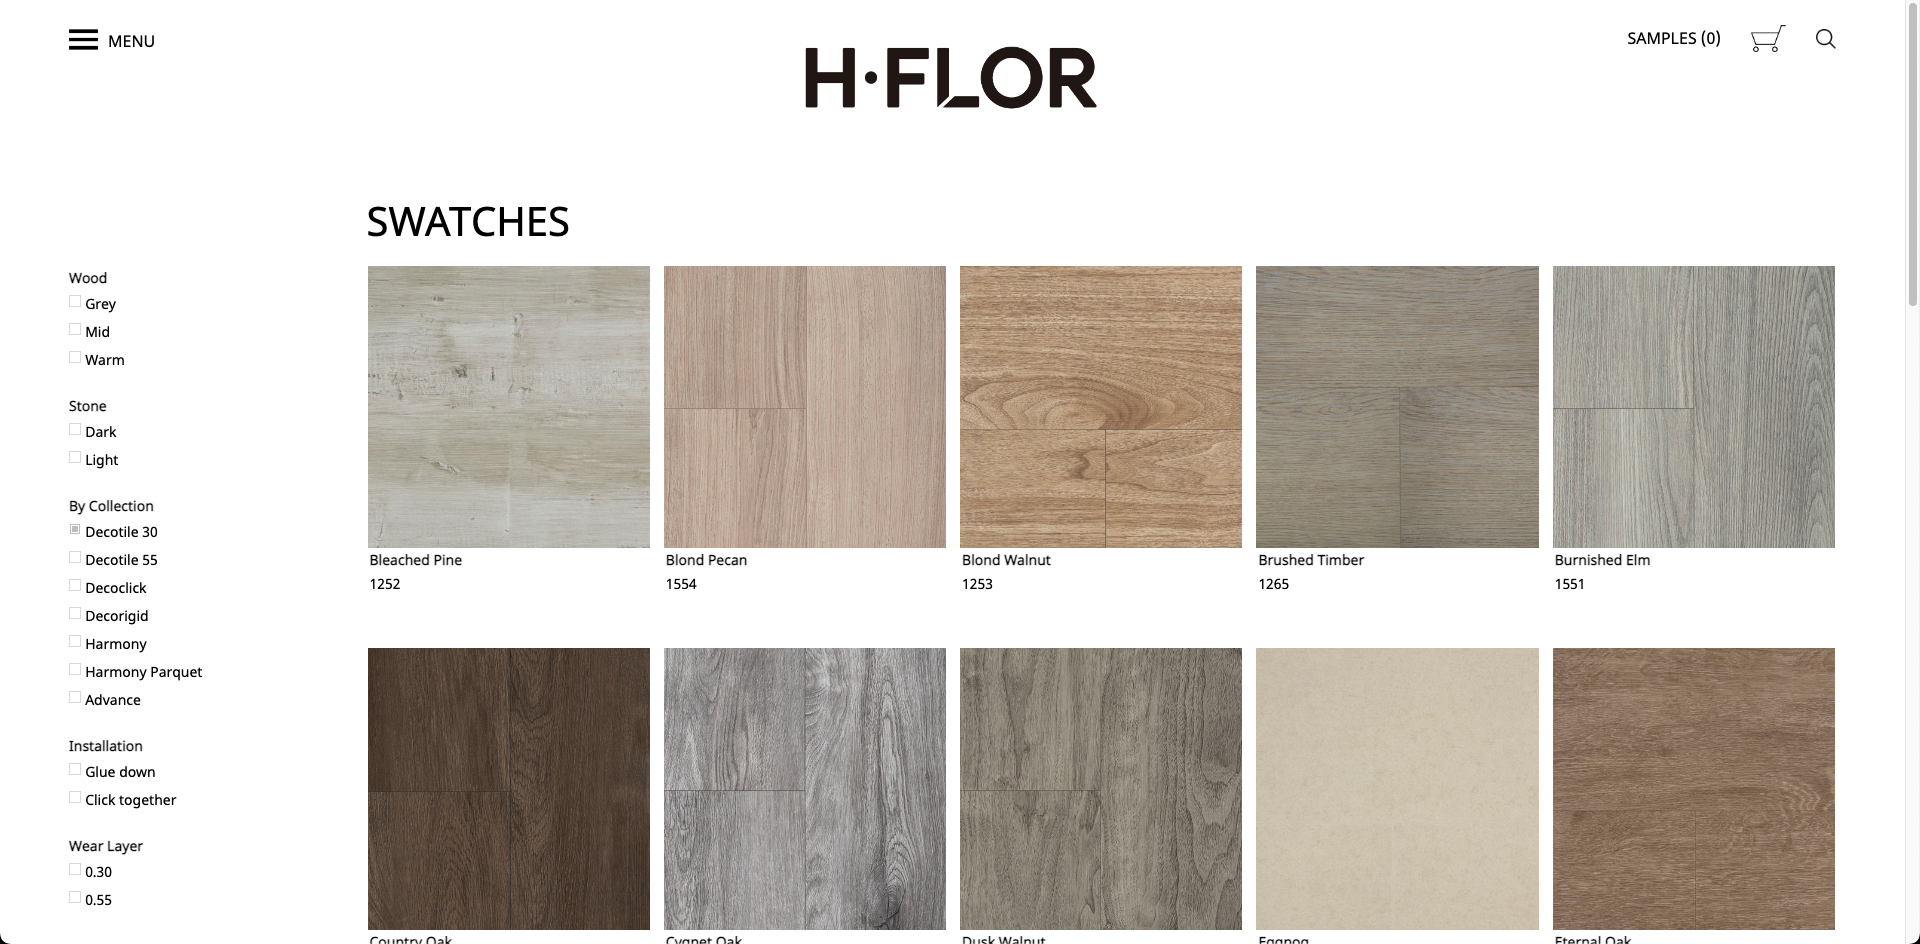 MENU
H·FLOR
SAMPLES (0)
SWATCHES
Wood
Grey
Mid
Warm
Stone
Dark
Light
By Collection
Decotile 30
Decotile 55
Decoclick
Decorigid
Harmony
Harmony Parquet
Advance
Installation
Glue down
Click together
Wear Layer
0.30
0.55
Bleached Pine
1252
Blond Pecan
1554
Blond Walnut
1253
Brushed Timber
1265
Burnished Elm
1551
Country Oak
Cygnet Oak
Dusk Walnut
Eggnog
Eternal Oak